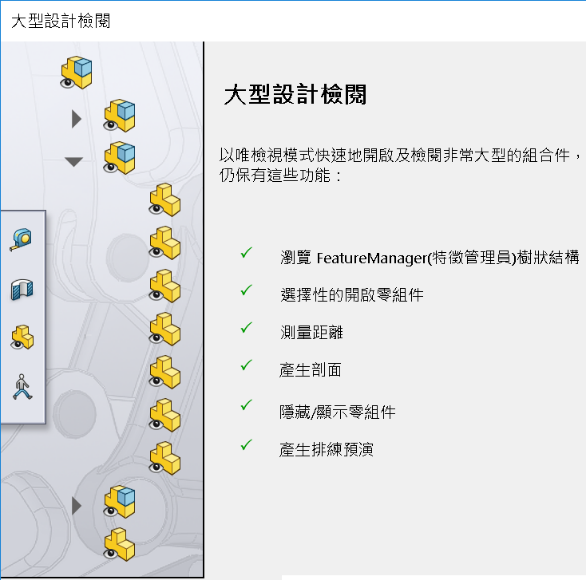 大型設計檢閱
大型設計檢閱
以唯檢視模式快速地開啟及檢閱非常大型的組合件，
仍保有這些功能：
瀏覽 FeatureManager(特徵管理員)樹狀結構
選擇性的開啟零組件
測量距離
產生剖面
隱藏/顯示零組件
產生排練預演